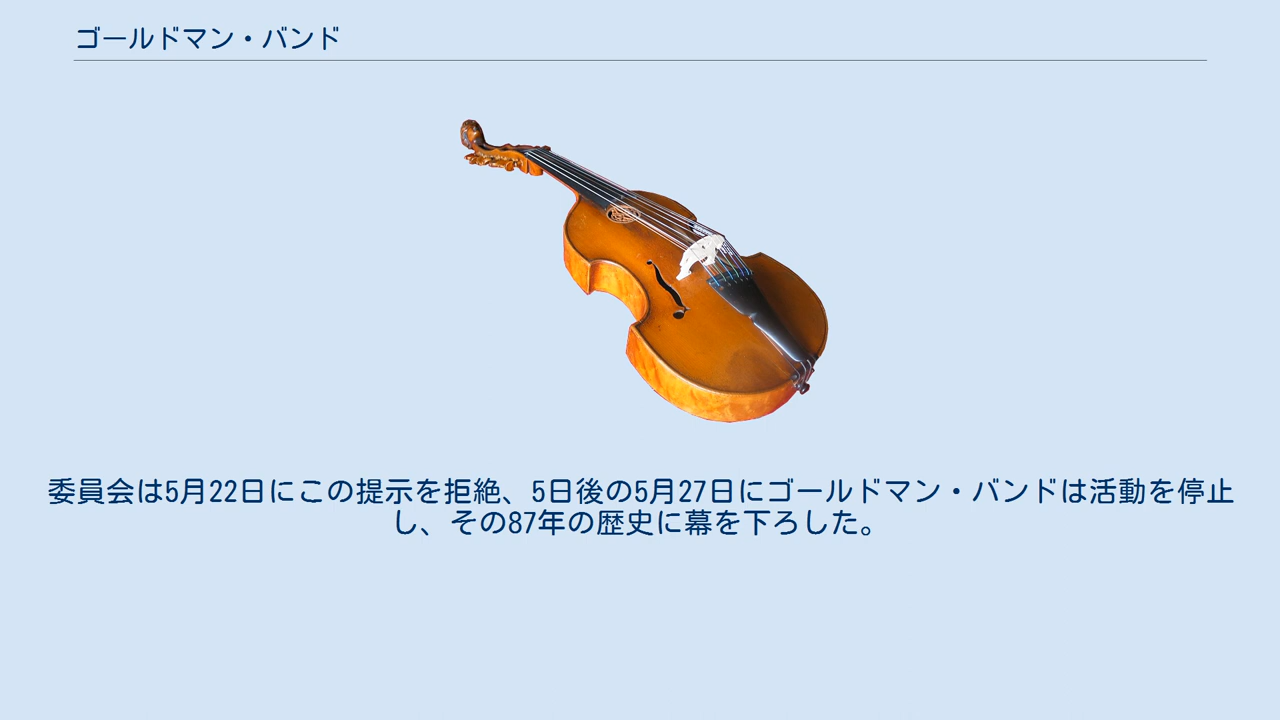 ゴールドマン・バンド
委員会は5月22日にこの提示を拒絶、5日後の5月27日にゴールドマン・バンドは活動を停止
し、その87年の歴史に幕を下ろした。